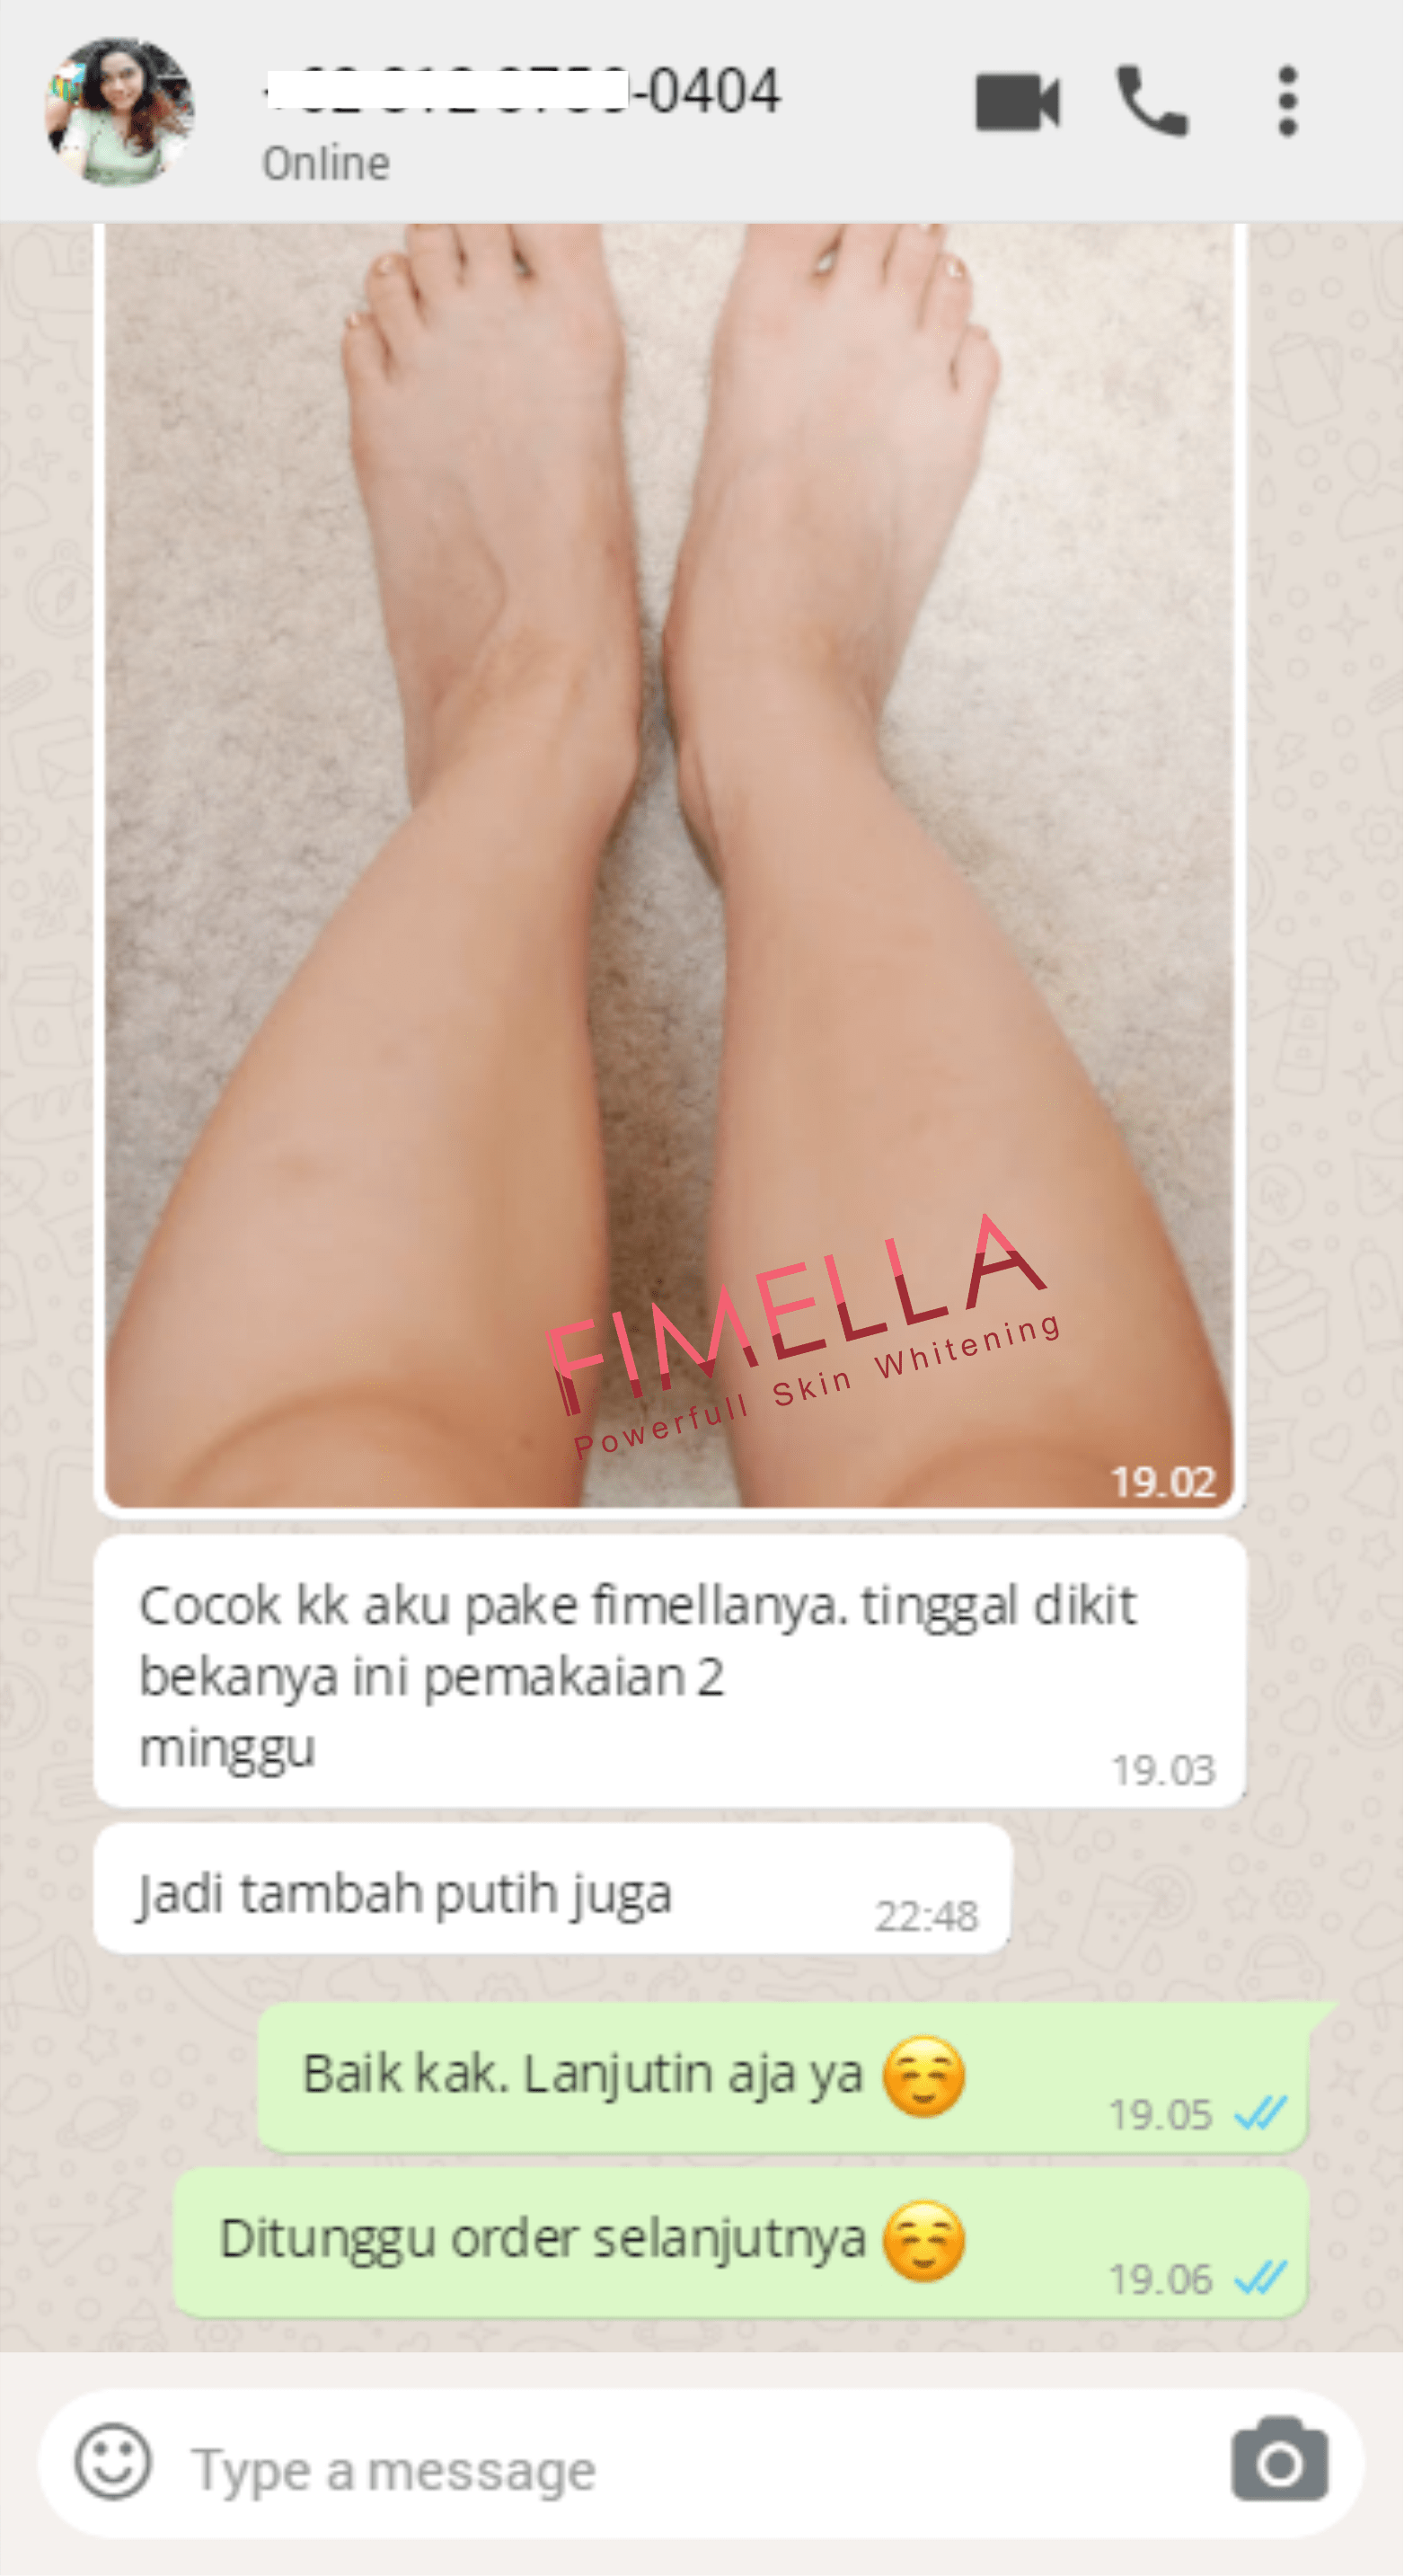 -0404
Online
FIMELLA
Powerfull Skin Whitening
19.02
Cocok kk aku pake fimellanya. tinggal dikit
bekanya ini pemakaian 2
minggu
19.03
Jadi tambah putih juga
22:48
Baik kak. Lanjutin aja ya ☺️
19.05
Ditunggu order selanjutnya ☺️
19.06
Type a message